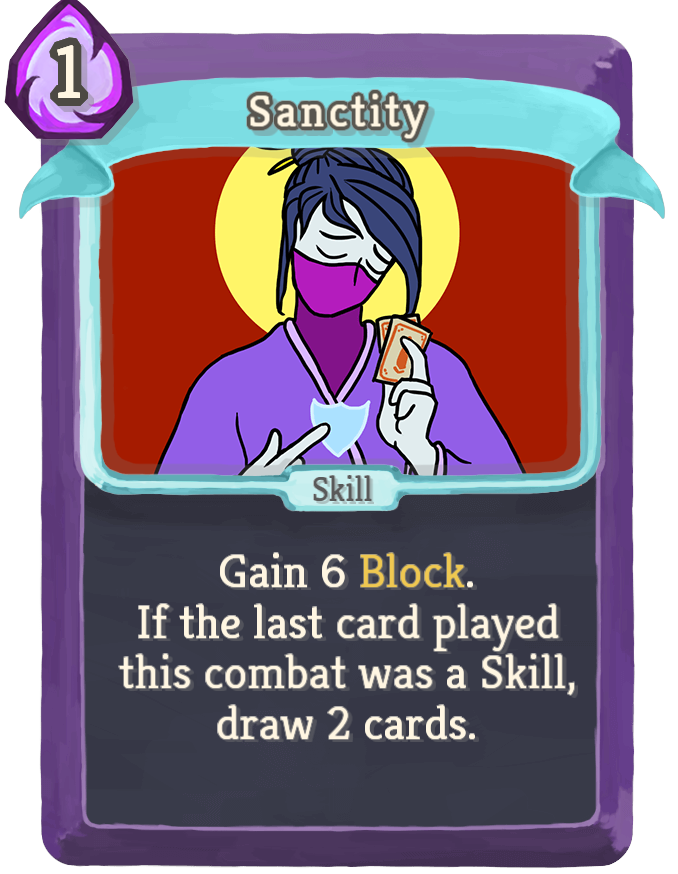 1
Sanctity
Skill
Gain 6 Block.
If the last card played
this combat was a Skill,
draw 2 cards.